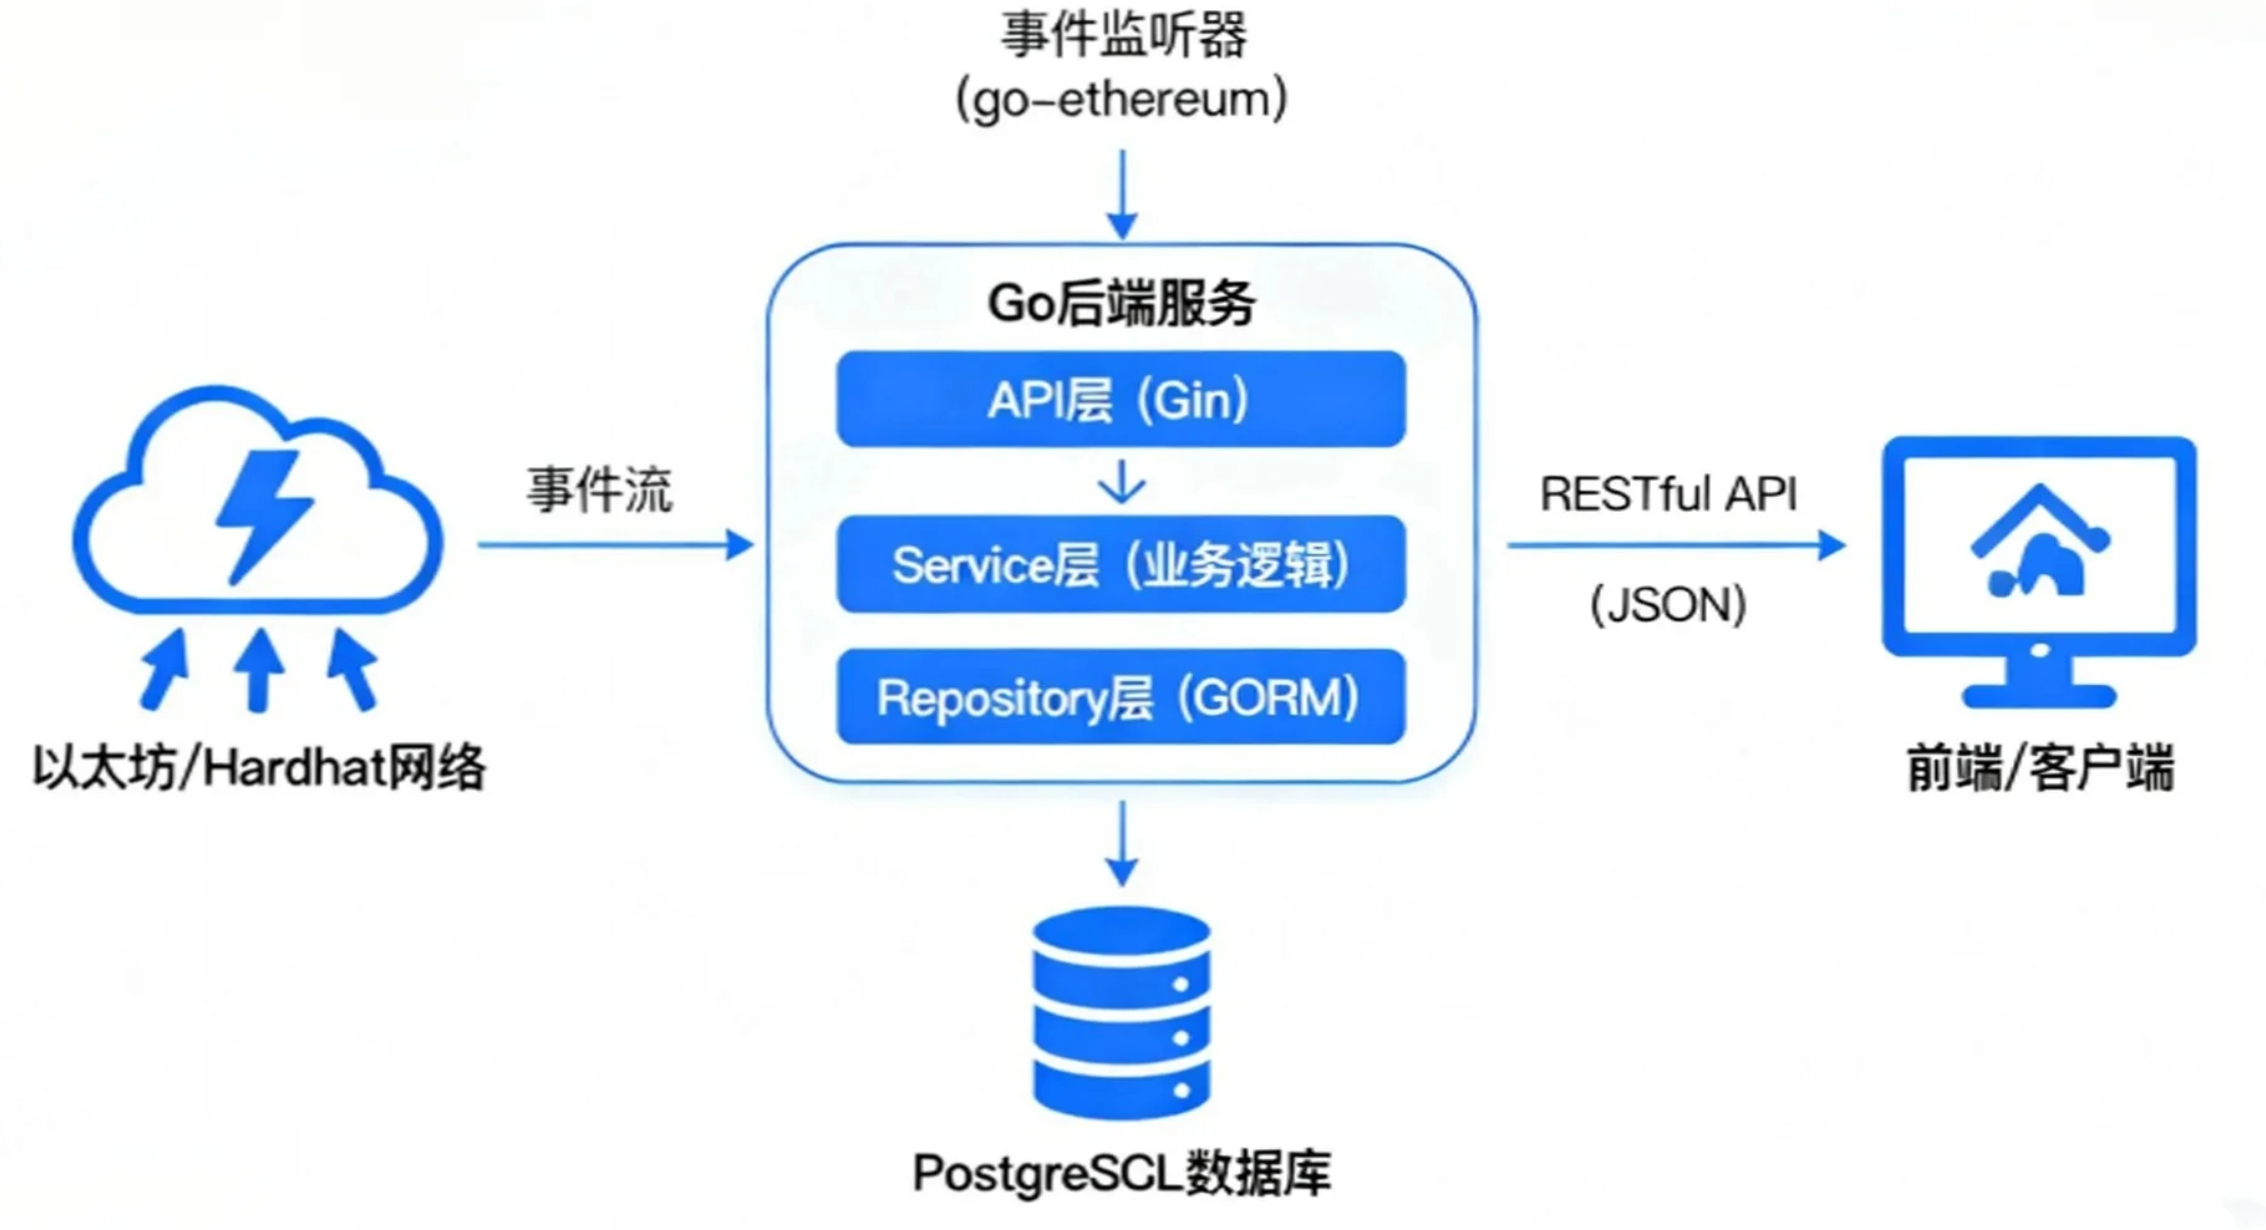 事件监听器
(go-ethereum)
Go后端服务
API层 (Gin)
事件流
Service层 (业务逻辑)
RESTful API
(JSON)
Repository层 (GORM)
以太坊/Hardhat网络
前端/客户端
PostgreSCL数据库